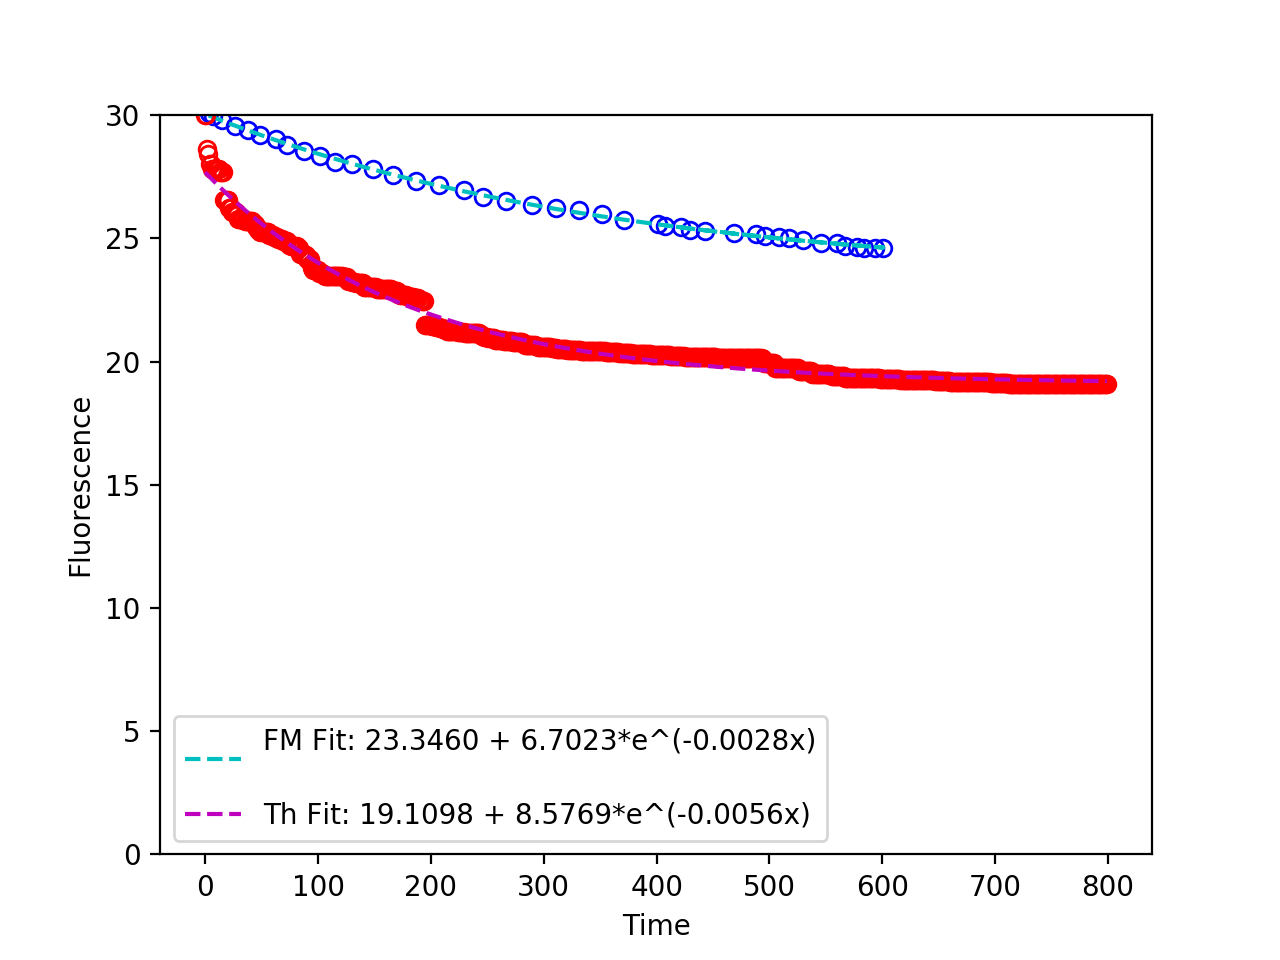 30
25
20
15
10
5
0
Fluorescence
FM Fit: 23.3460 + 6.7023*e^(-0.0028x)
Th Fit: 19.1098 + 8.5769*e^(-0.0056x)
0 100 200 300 400 500 600 700 800
Time